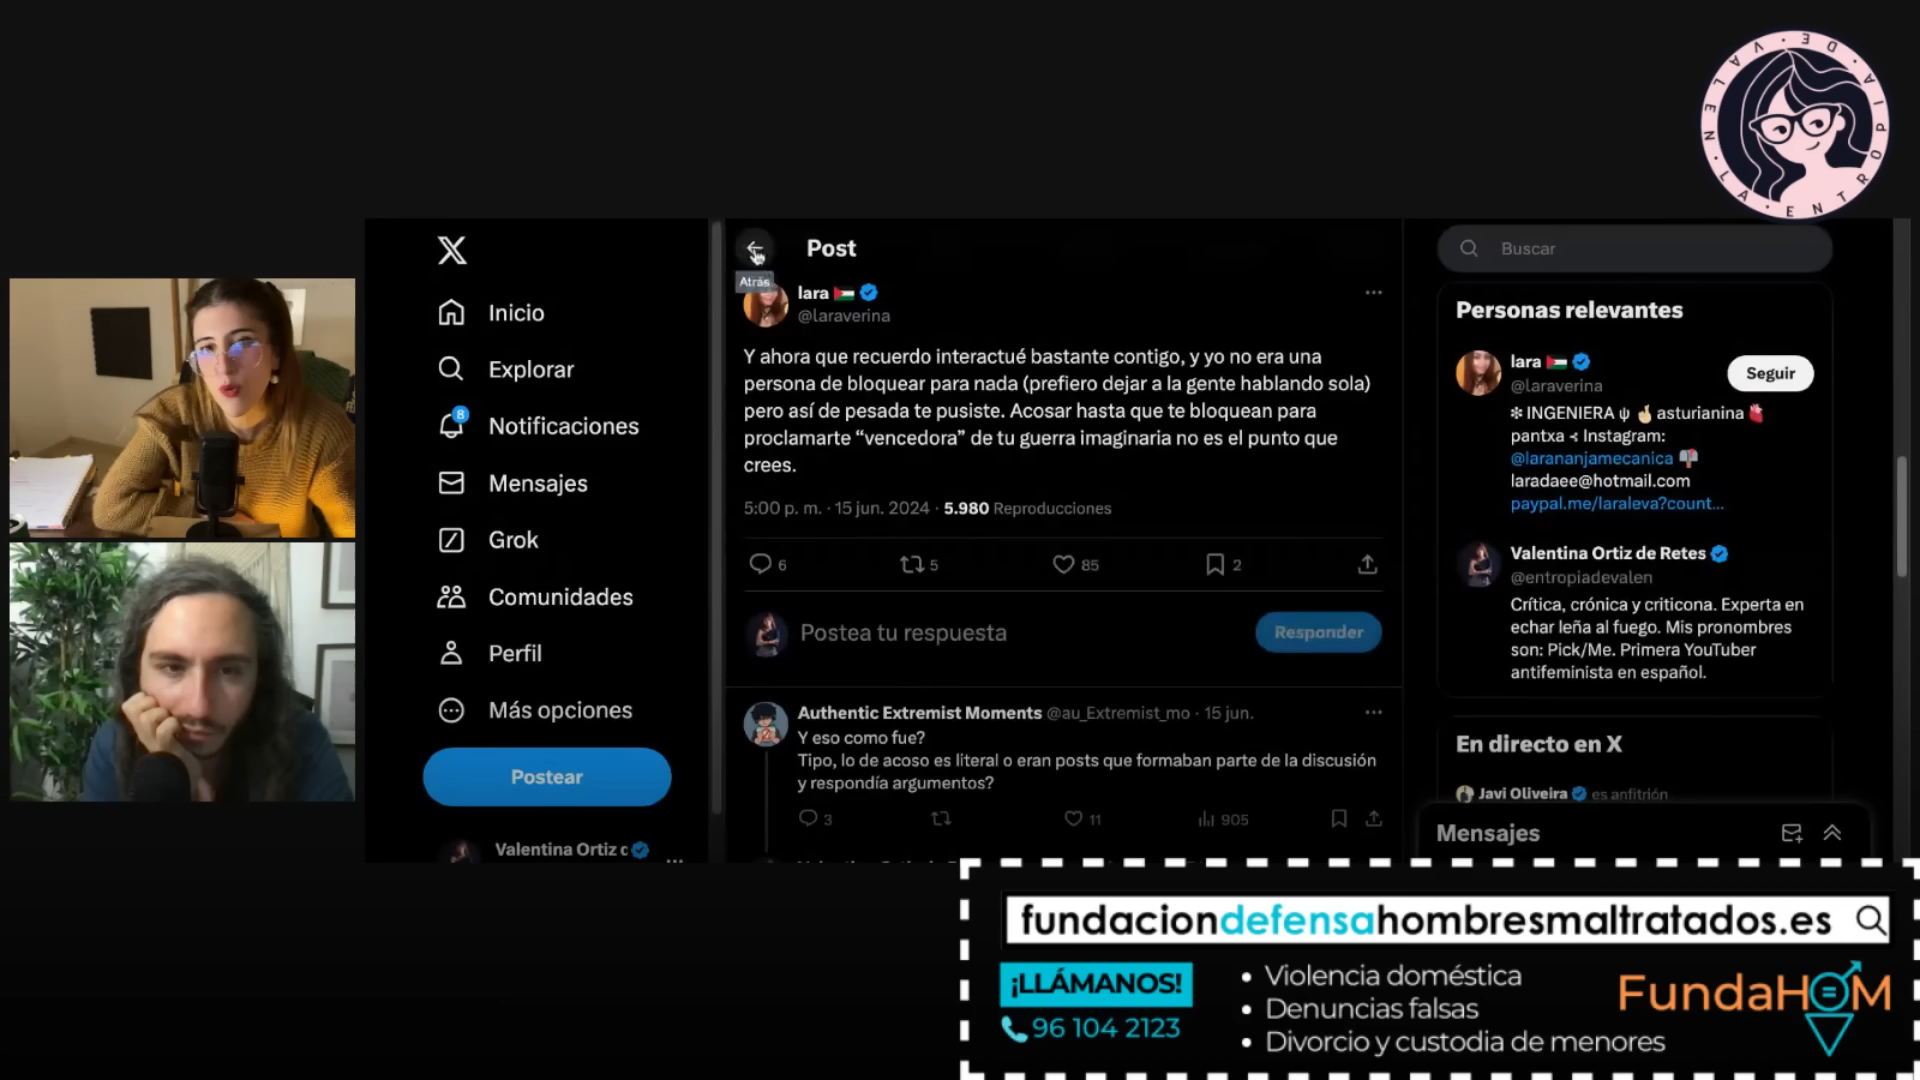 LA · ENTROPIA · DE · VALEN ·
Post
Atrás
lara
@laraverina
Y ahora que recuerdo interactué bastante contigo, y yo no era una
persona de bloquear para nada (prefiero dejar a la gente hablando sola)
pero así de pesada te pusiste. Acosar hasta que te bloquean para
proclamarte “vencedora” de tu guerra imaginaria no es el punto que
crees.
5:00 p. m. · 15 jun. 2024 · 5.980 Reproducciones
6 5 85 2
Postea tu respuesta
Responder
Authentic Extremist Moments @au_Extremist_mo · 15 jun.
Y eso como fue?
Tipo, lo de acoso es literal o eran posts que formaban parte de la discusión
y respondía argumentos?
3 11 905
X
Inicio
Explorar
8
Notificaciones
Mensajes
Grok
Comunidades
Perfil
Más opciones
Postear
Valentina Ortiz
Buscar
Personas relevantes
lara
@laraverina
Seguir
✻ INGENIERA ψ 🤞 asturianina 🫀
pantxa ⊰ Instagram:
@larananjamecanica 📬
laradaee@hotmail.com
paypal.me/laraleva?count...
Valentina Ortiz de Retes
@entropiadevalen
Crítica, crónica y criticona. Experta en
echar leña al fuego. Mis pronombres
son: Pick/Me. Primera YouTuber
antifeminista en español.
En directo en X
Javi Oliveira es anfitrión
Mensajes
fundaciondefensahombresmaltratados.es
¡LLÁMANOS!
96 104 2123
• Violencia doméstica
• Denuncias falsas
• Divorcio y custodia de menores
FundaHOM